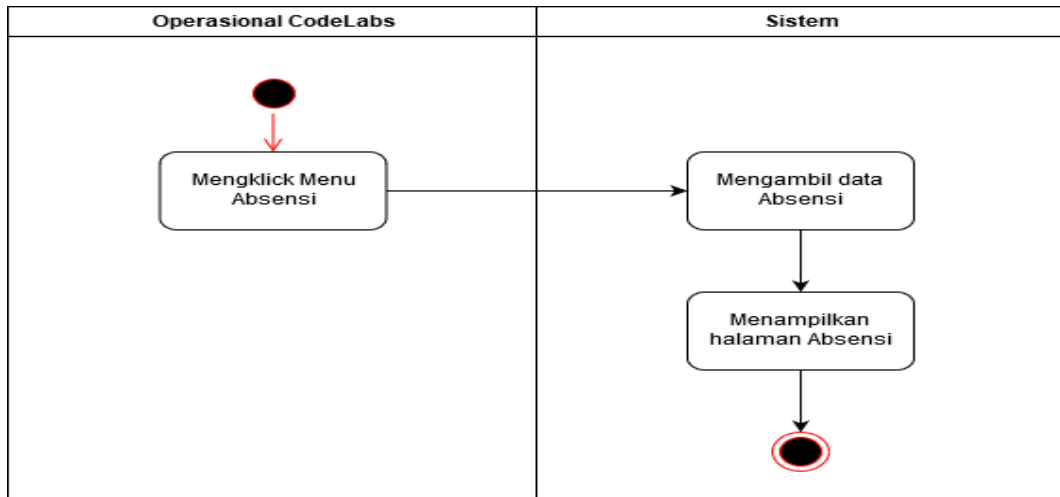 Operasional CodeLabs
Sistem
Mengklick Menu
Absensi
Mengambil data
Absensi
Menampilkan
halaman Absensi